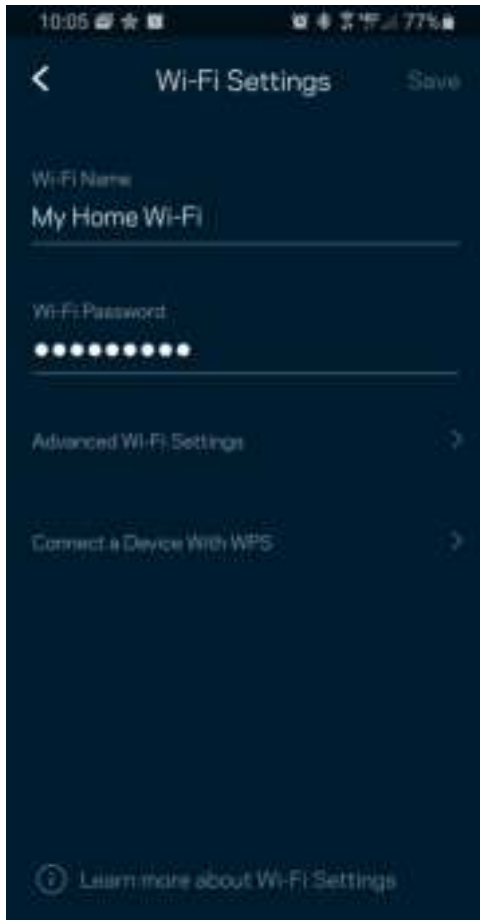 10:05 77%
Wi-Fi Settings Save
Wi-Fi Name
My Home Wi-Fi
Wi-Fi Password
●●●●●●●●●
Advanced Wi-Fi Settings
Connect a Device With WPS
Learn more about Wi-Fi Settings